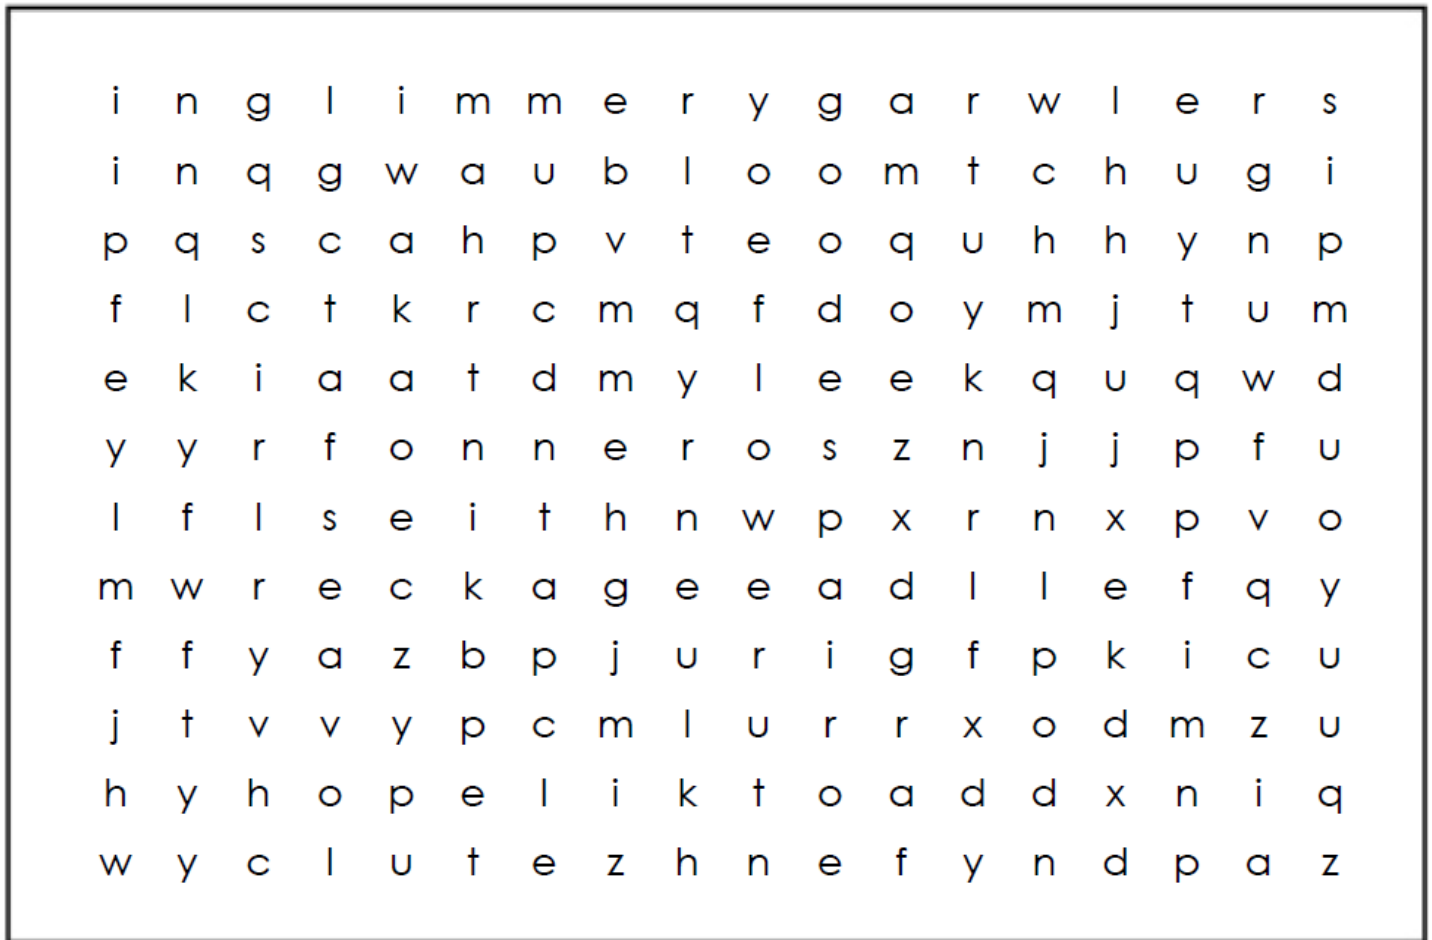 i n g l i m m e r y g a r w l e r s
i n q g w a u b l o o m t c h u g i
p q s c a h p v t e o q u h h y n p
f l c t k r c m q f d o y m j t u m
e k i a a t d m y l e e k q u q w d
y y r f o n n e r o s z n j j p f u
l f l s e i t h n w p x r n x p v o
m w r e c k a g e e a d l l e f q y
f f y a z b p j u r i g f p k i c u
j t v v y p c m l u r r x o d m z u
h y h o p e l i k t o a d d x n i q
w y c l u t e z h n e f y n d p a z